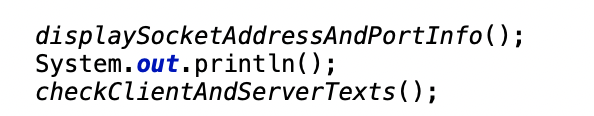 displaySocketAddressAndPortInfo();
System.out.println();
checkClientAndServerTexts();